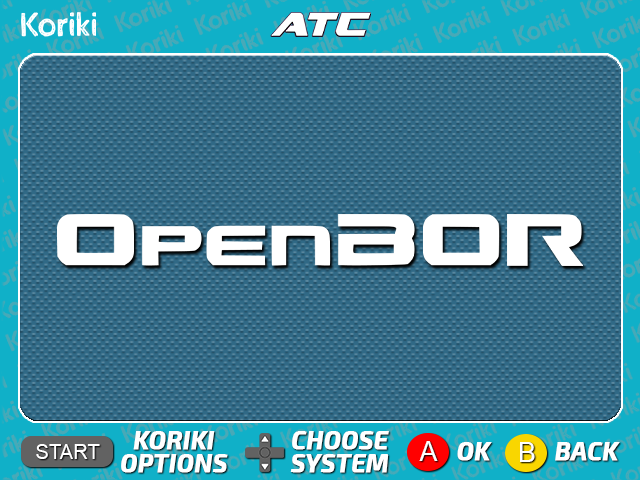 Koriki
ATC
OpenBOR
START
KORIKI
OPTIONS
CHOOSE
SYSTEM
A
OK
B
BACK